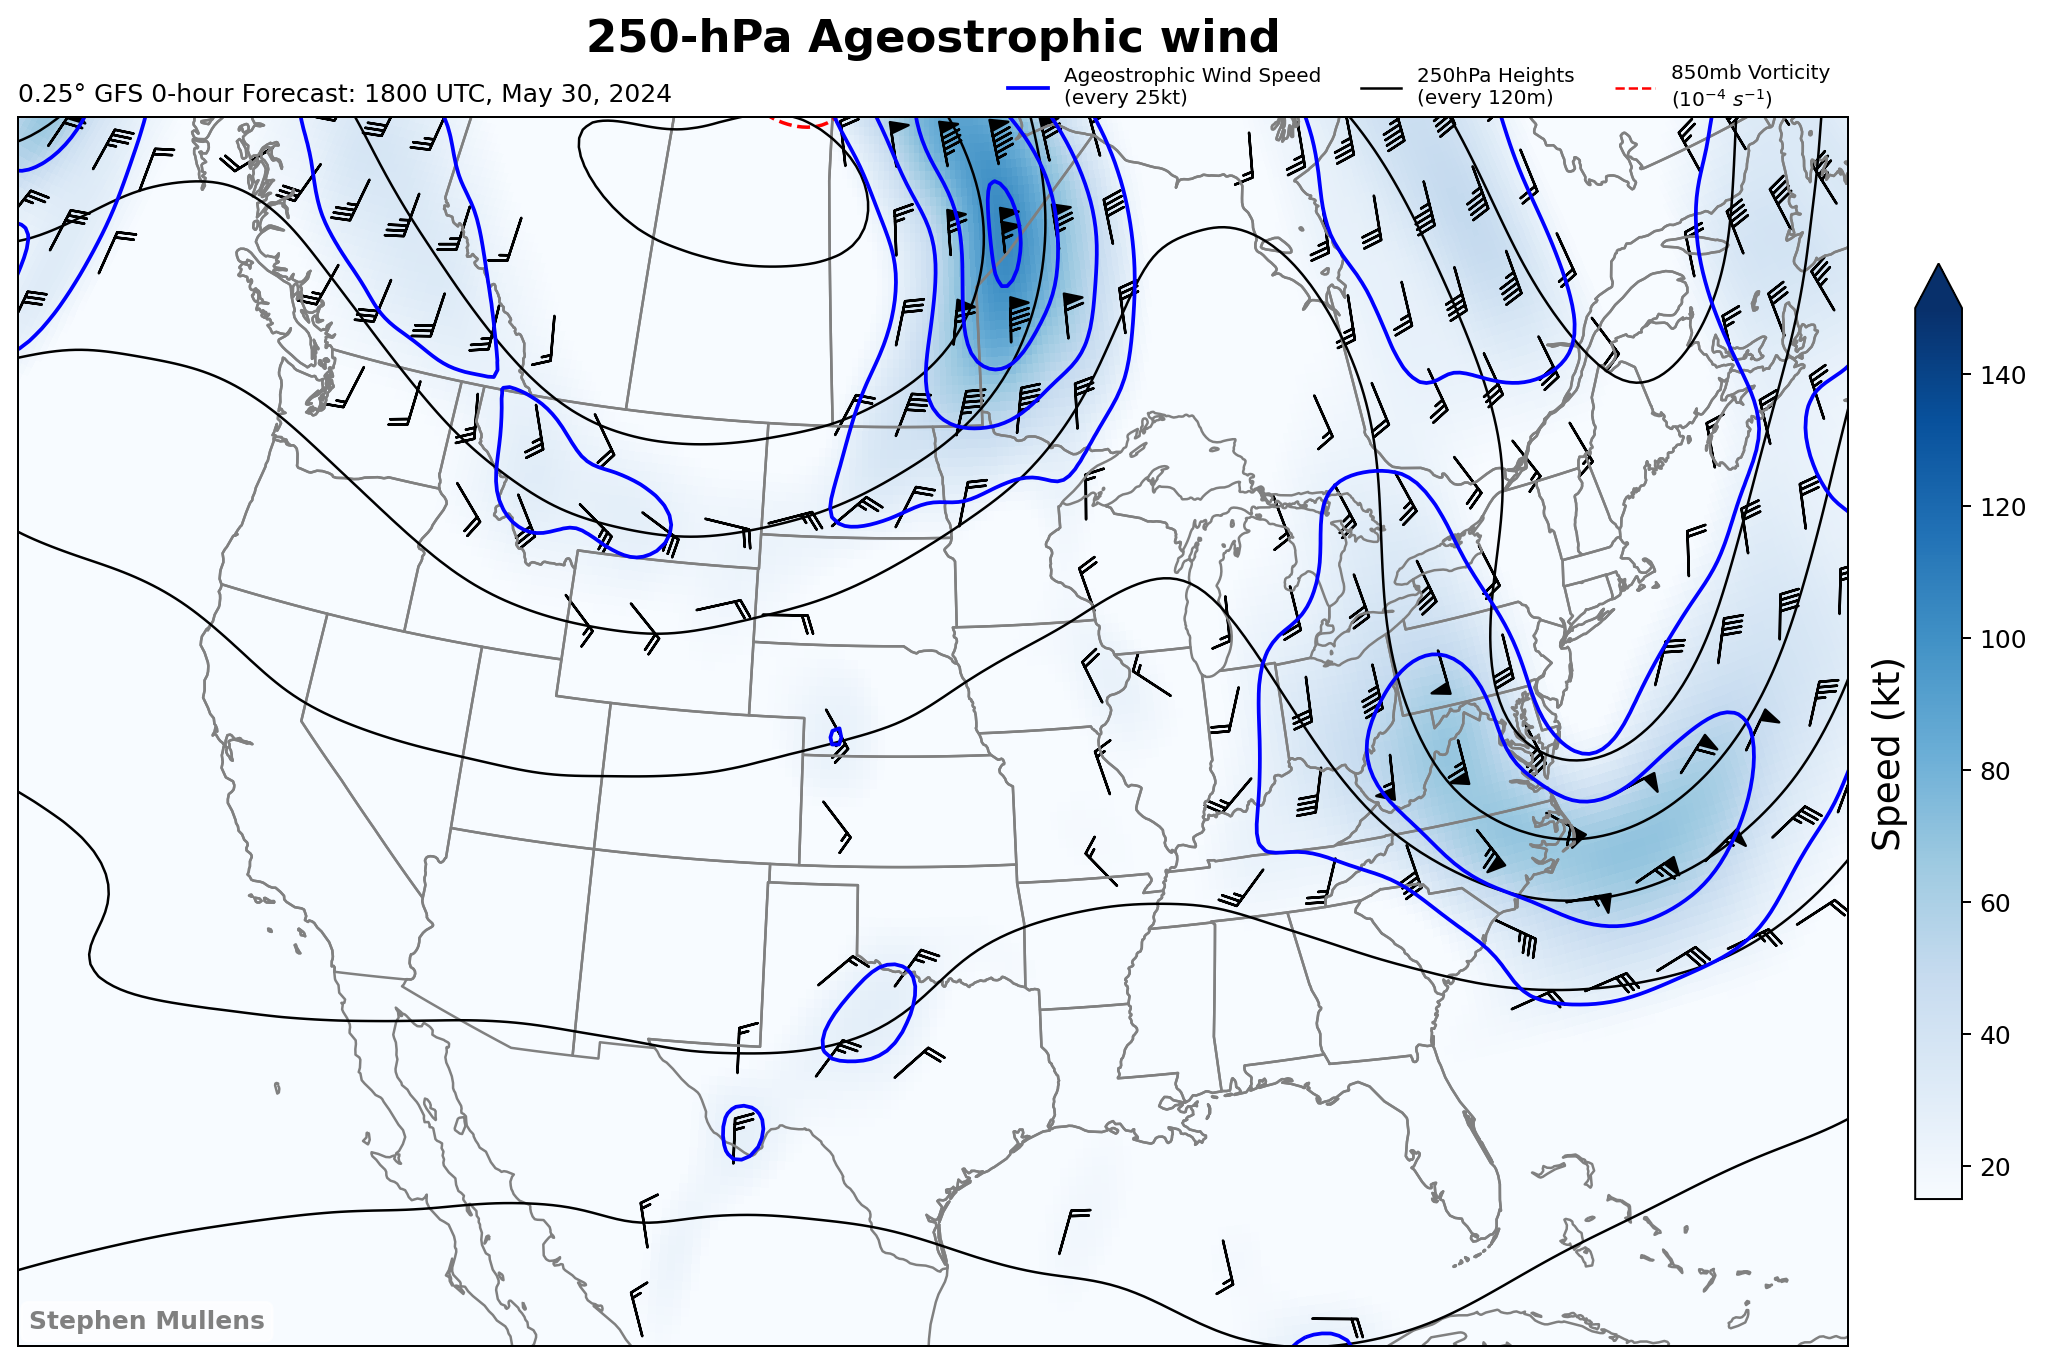 250-hPa Ageostrophic wind
0.25° GFS 0-hour Forecast: 1800 UTC, May 30, 2024
Ageostrophic Wind Speed
(every 25kt)
250hPa Heights
(every 120m)
850mb Vorticity
(10⁻⁴ s⁻¹)
140
120
100
80
60
40
20
Speed (kt)
Stephen Mullens